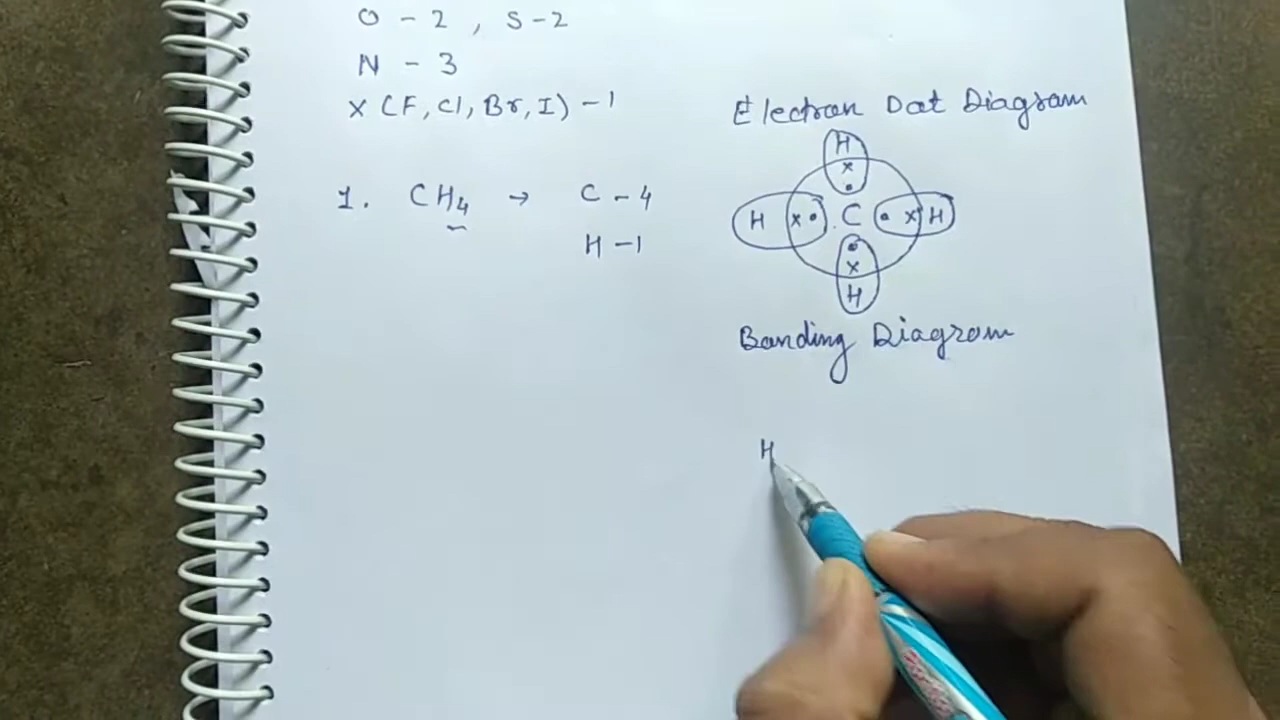 O - 2 , S-2
N - 3
X (F, Cl, Br, I) - 1
Electron Dot Diagram
1. CH4 → C - 4
H - 1
H
x
•
H x • C • x H
•
x
H
Bonding Diagram
H